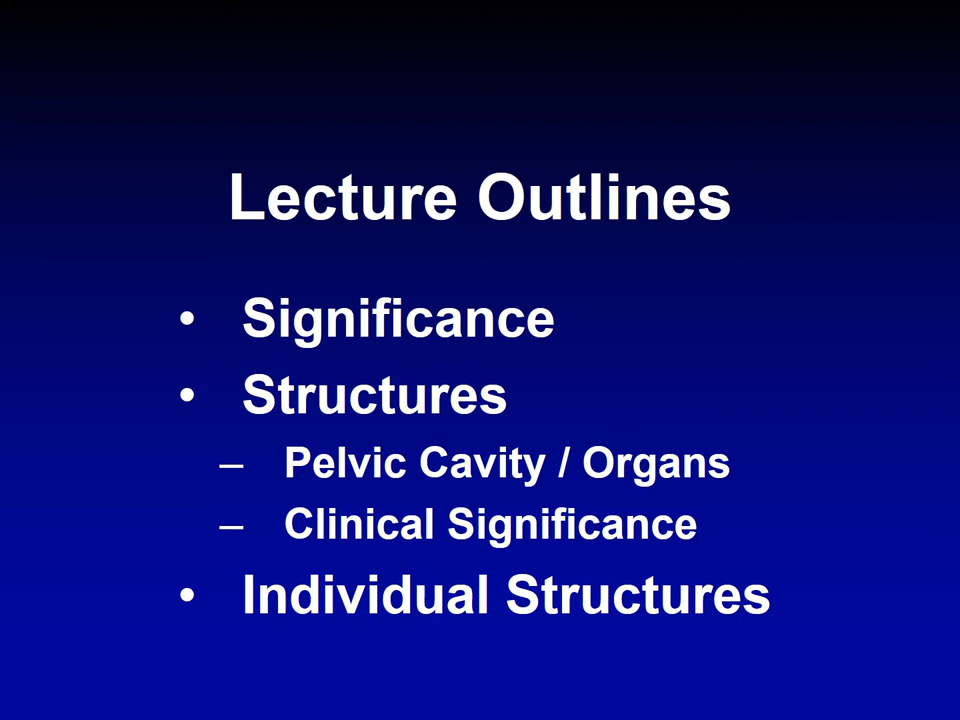 Lecture Outlines
• Significance
• Structures
– Pelvic Cavity / Organs
– Clinical Significance
• Individual Structures